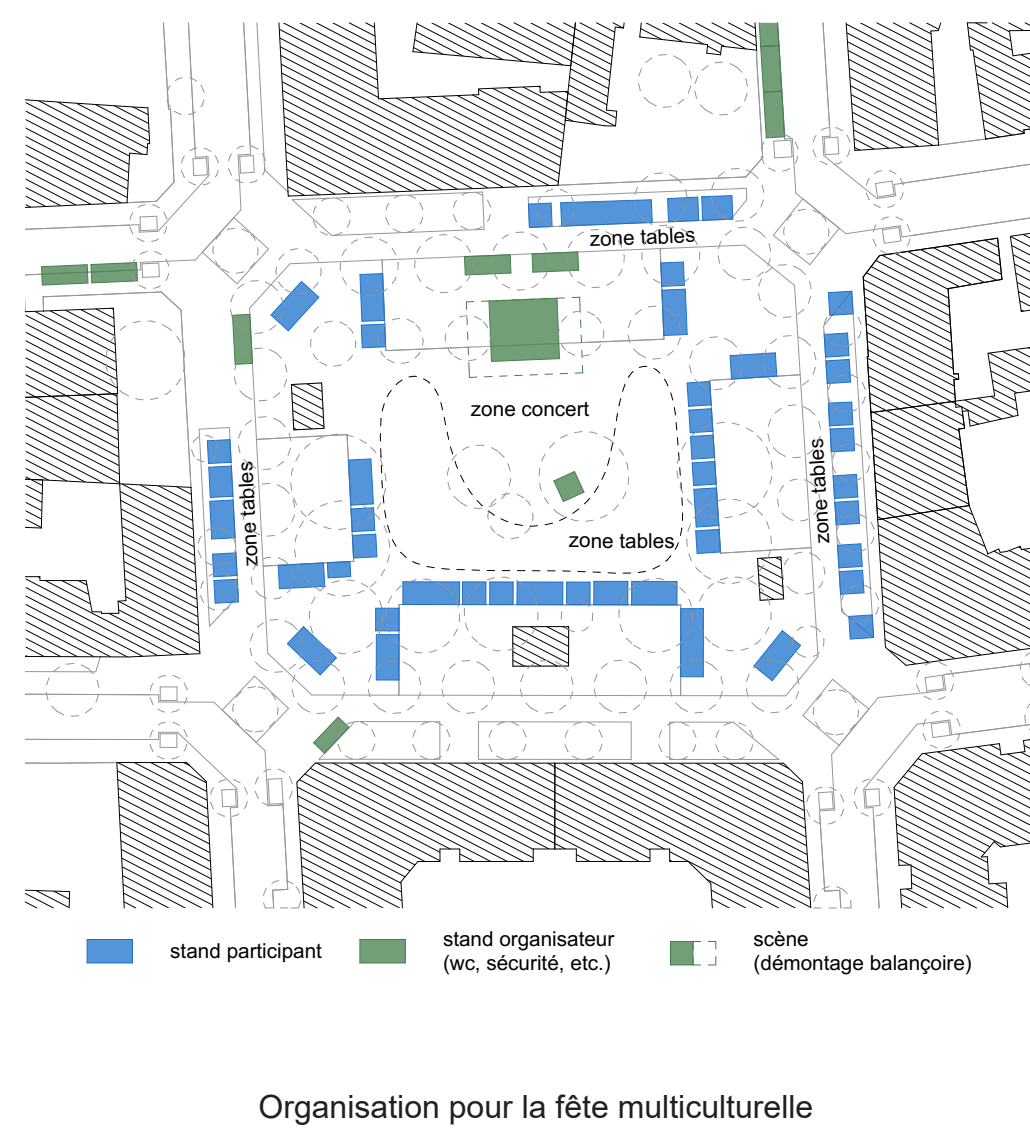 zone tables
zone concert
zone tables
zone tables
zone tables
stand participant
stand organisateur
(wc, sécurité, etc.)
scène
(démontage balançoire)
Organisation pour la fête multiculturelle